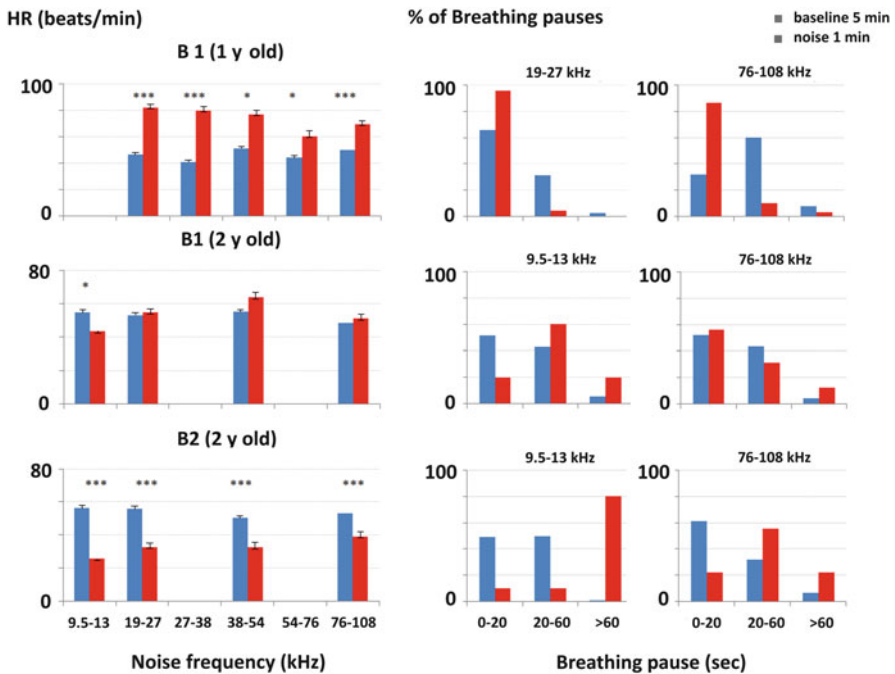 HR (beats/min)
% of Breathing pauses
baseline 5 min
noise 1 min
B 1 (1 y old)
100
*** *** * * ***
0
19-27 kHz
100
0
76-108 kHz
100
0
B1 (2 y old)
80
*
0
9.5-13 kHz
100
0
76-108 kHz
100
0
B2 (2 y old)
80
*** *** *** ***
0
9.5-13 19-27 27-38 38-54 54-76 76-108
Noise frequency (kHz)
9.5-13 kHz
100
0
0-20 20-60 >60
76-108 kHz
100
0
0-20 20-60 >60
Breathing pause (sec)